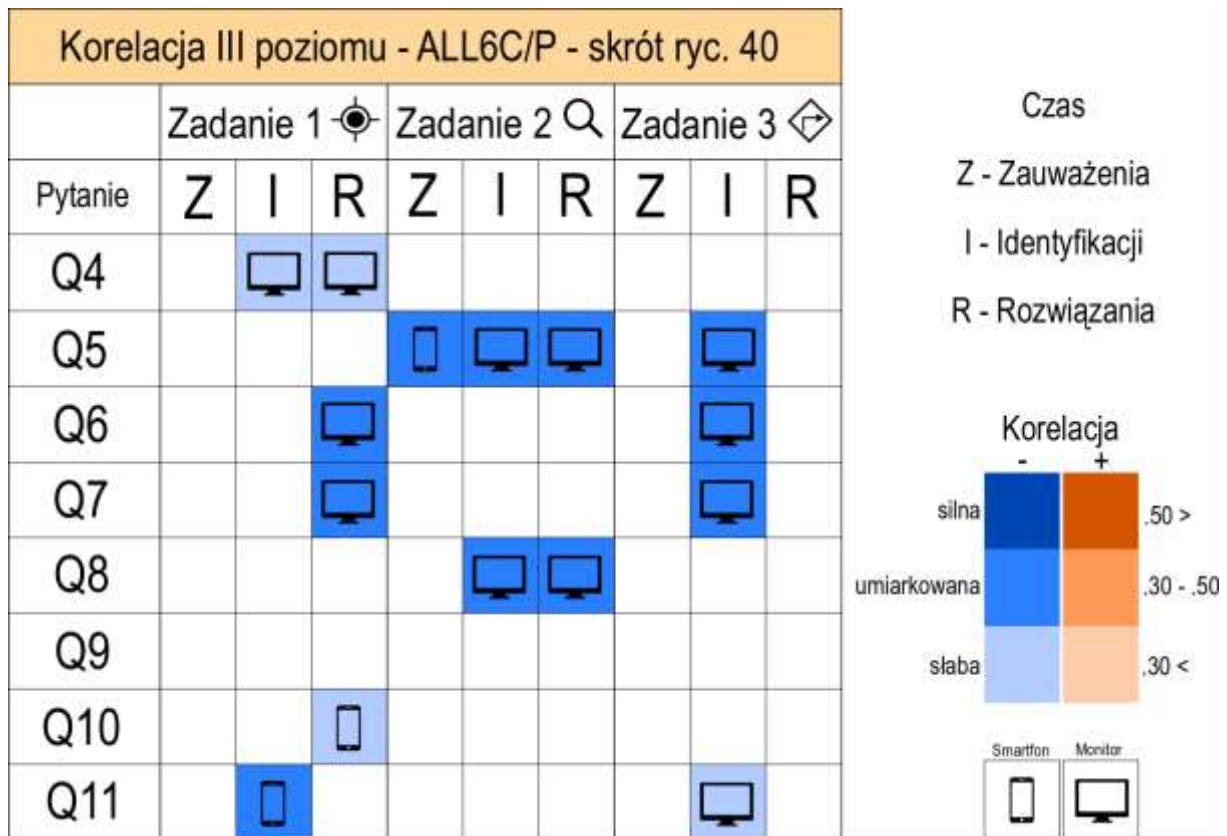 Korelacja III poziomu - ALL6C/P - skrót ryc. 40
Zadanie 1 Zadanie 2 Zadanie 3
Pytanie Z I R Z I R Z I R
Q4
Q5
Q6
Q7
Q8
Q9
Q10
Q11
Czas
Z - Zauważenia
I - Identyfikacji
R - Rozwiązania
Korelacja
- +
silna .50 >
umiarkowana .30 - .50
słaba .30 <
Smartfon Monitor